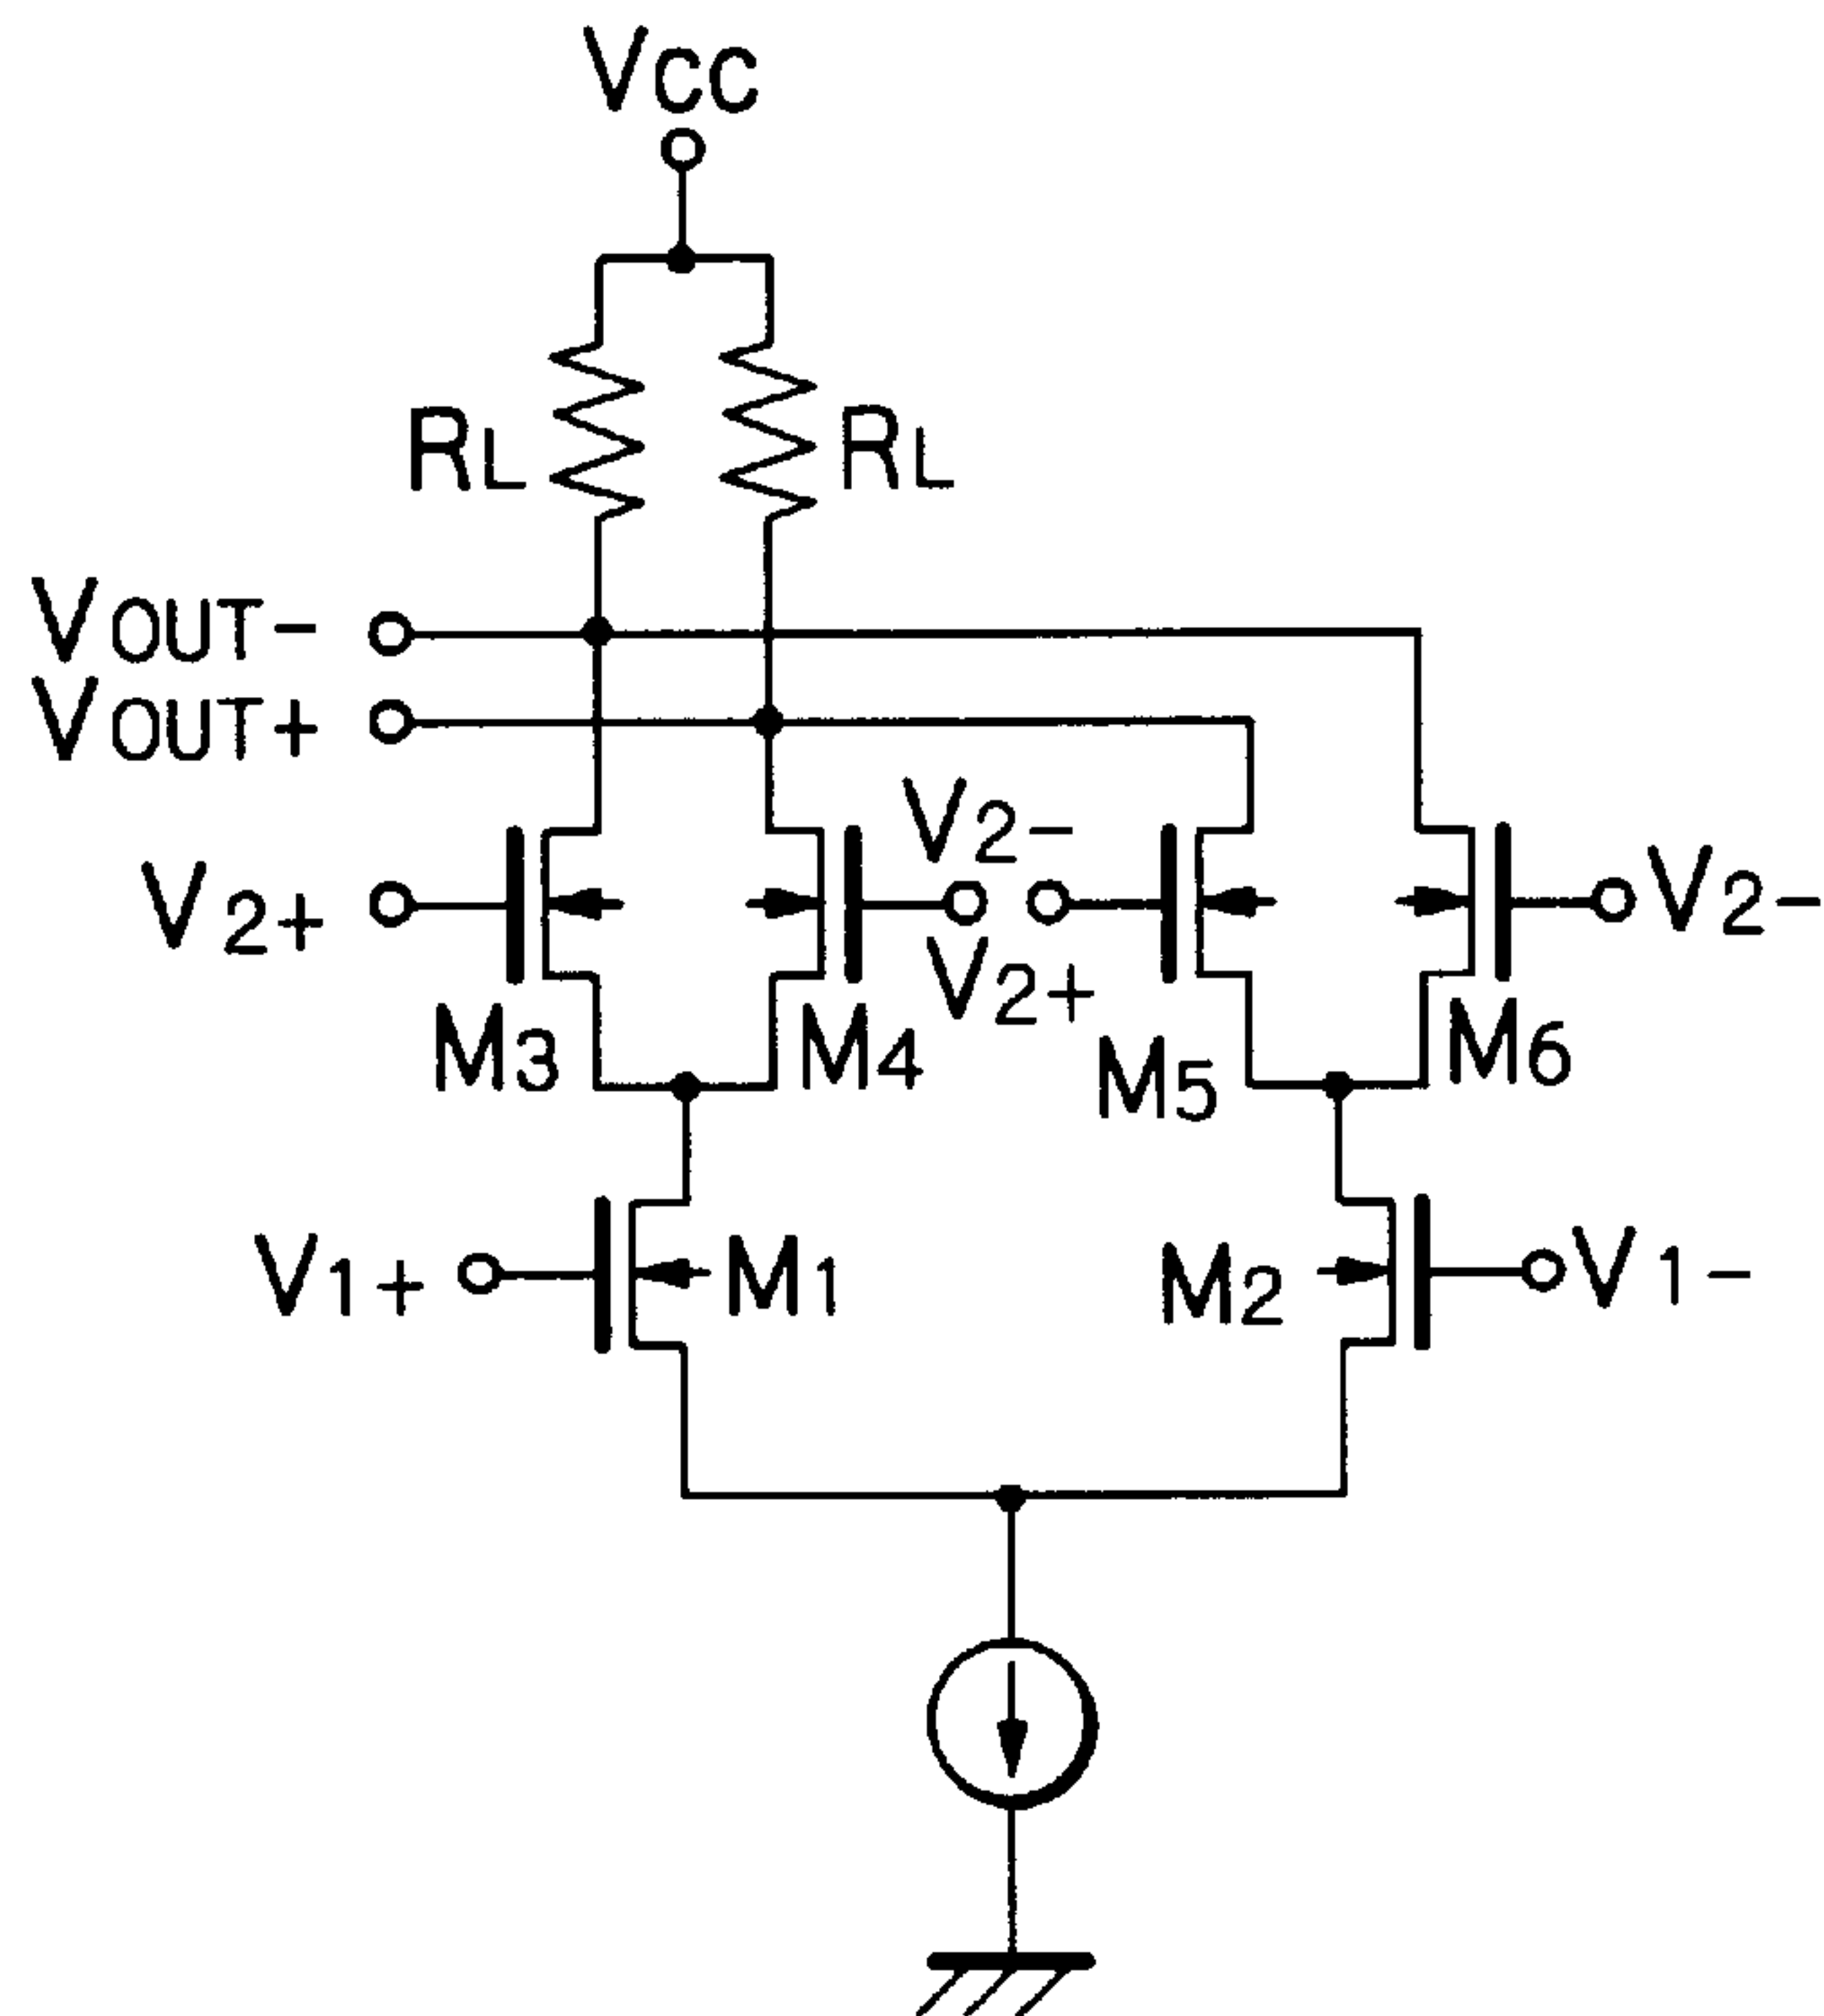 VCC
RL RL
VOUT-
VOUT+
V2+ V2- V2+ V2-
M3 M4 M5 M6
V1+ M1 M2 V1-